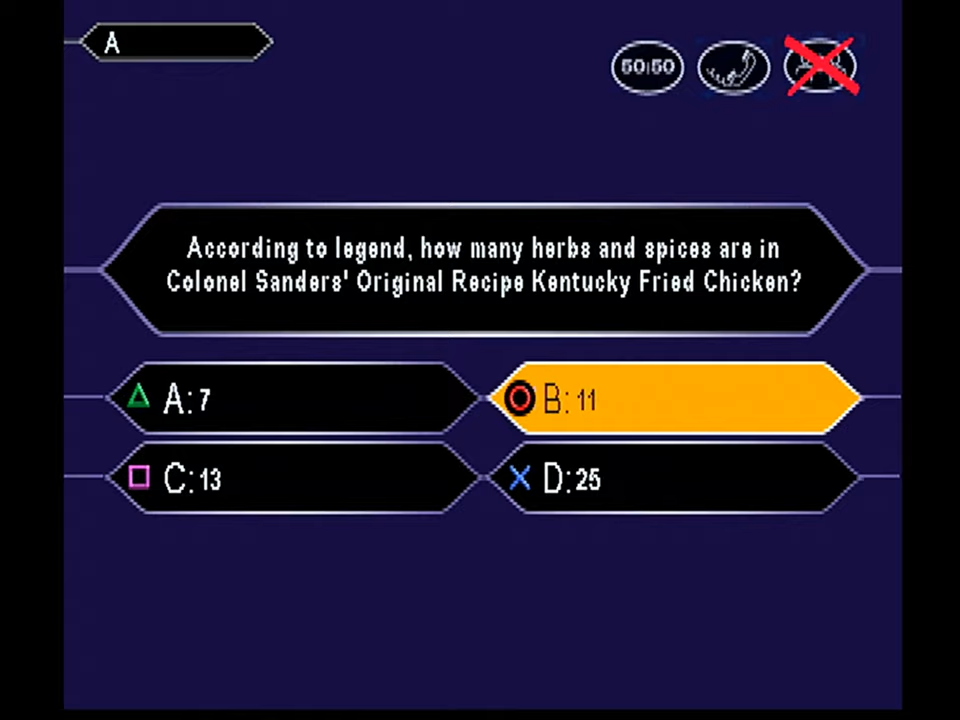 A
50:50
According to legend, how many herbs and spices are in
Colonel Sanders' Original Recipe Kentucky Fried Chicken?
A: 7
B: 11
C: 13
D: 25